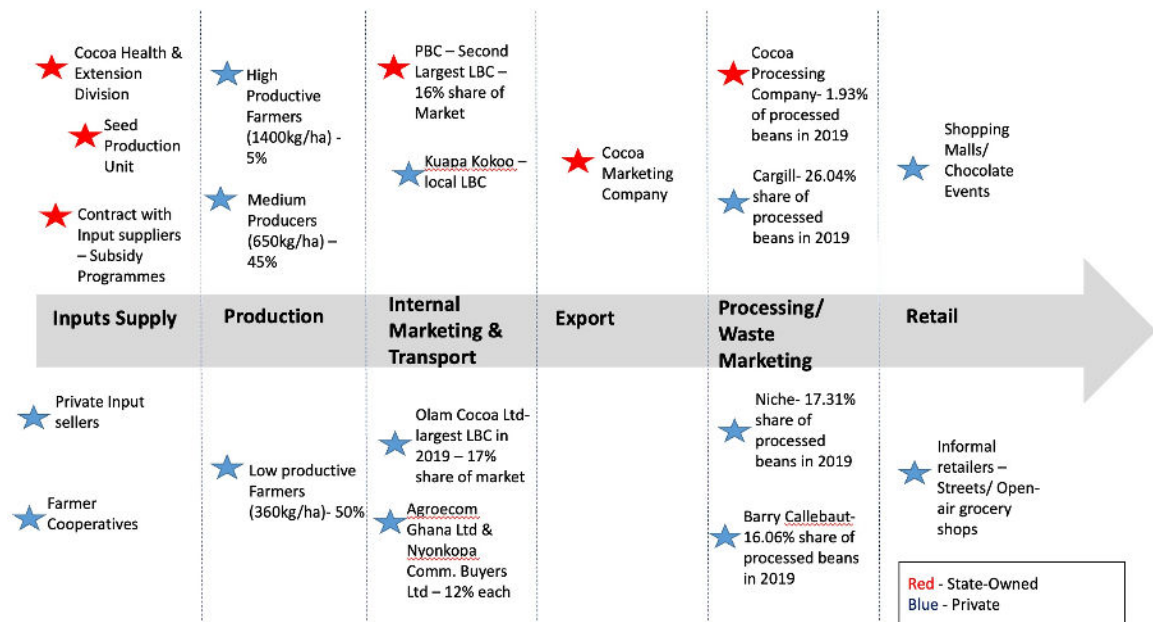 Cocoa Health &
Extension
Division
Seed
Production
Unit
Contract with
Input suppliers
– Subsidy
Programmes
High
Productive
Farmers
(1400kg/ha) -
5%
Medium
Producers
(650kg/ha) –
45%
PBC – Second
Largest LBC –
16% share of
Market
Kuapa Kokoo –
local LBC
Cocoa
Marketing
Company
Cocoa
Processing
Company- 1.93%
of processed
beans in 2019
Cargill- 26.04%
share of
processed
beans in 2019
Shopping
Malls/
Chocolate
Events
Inputs Supply
Production
Internal
Marketing &
Transport
Export
Processing/
Waste
Marketing
Retail
Private Input
sellers
Farmer
Cooperatives
Low productive
Farmers
(360kg/ha)- 50%
Olam Cocoa Ltd-
largest LBC in
2019 – 17%
share of market
Agroecom
Ghana Ltd &
Nyonkopa
Comm. Buyers
Ltd – 12% each
Niche- 17.31%
share of
processed
beans in 2019
Barry Callebaut-
16.06% share of
processed beans
in 2019
Informal
retailers –
Streets/ Open-
air grocery
shops
Red - State-Owned
Blue - Private